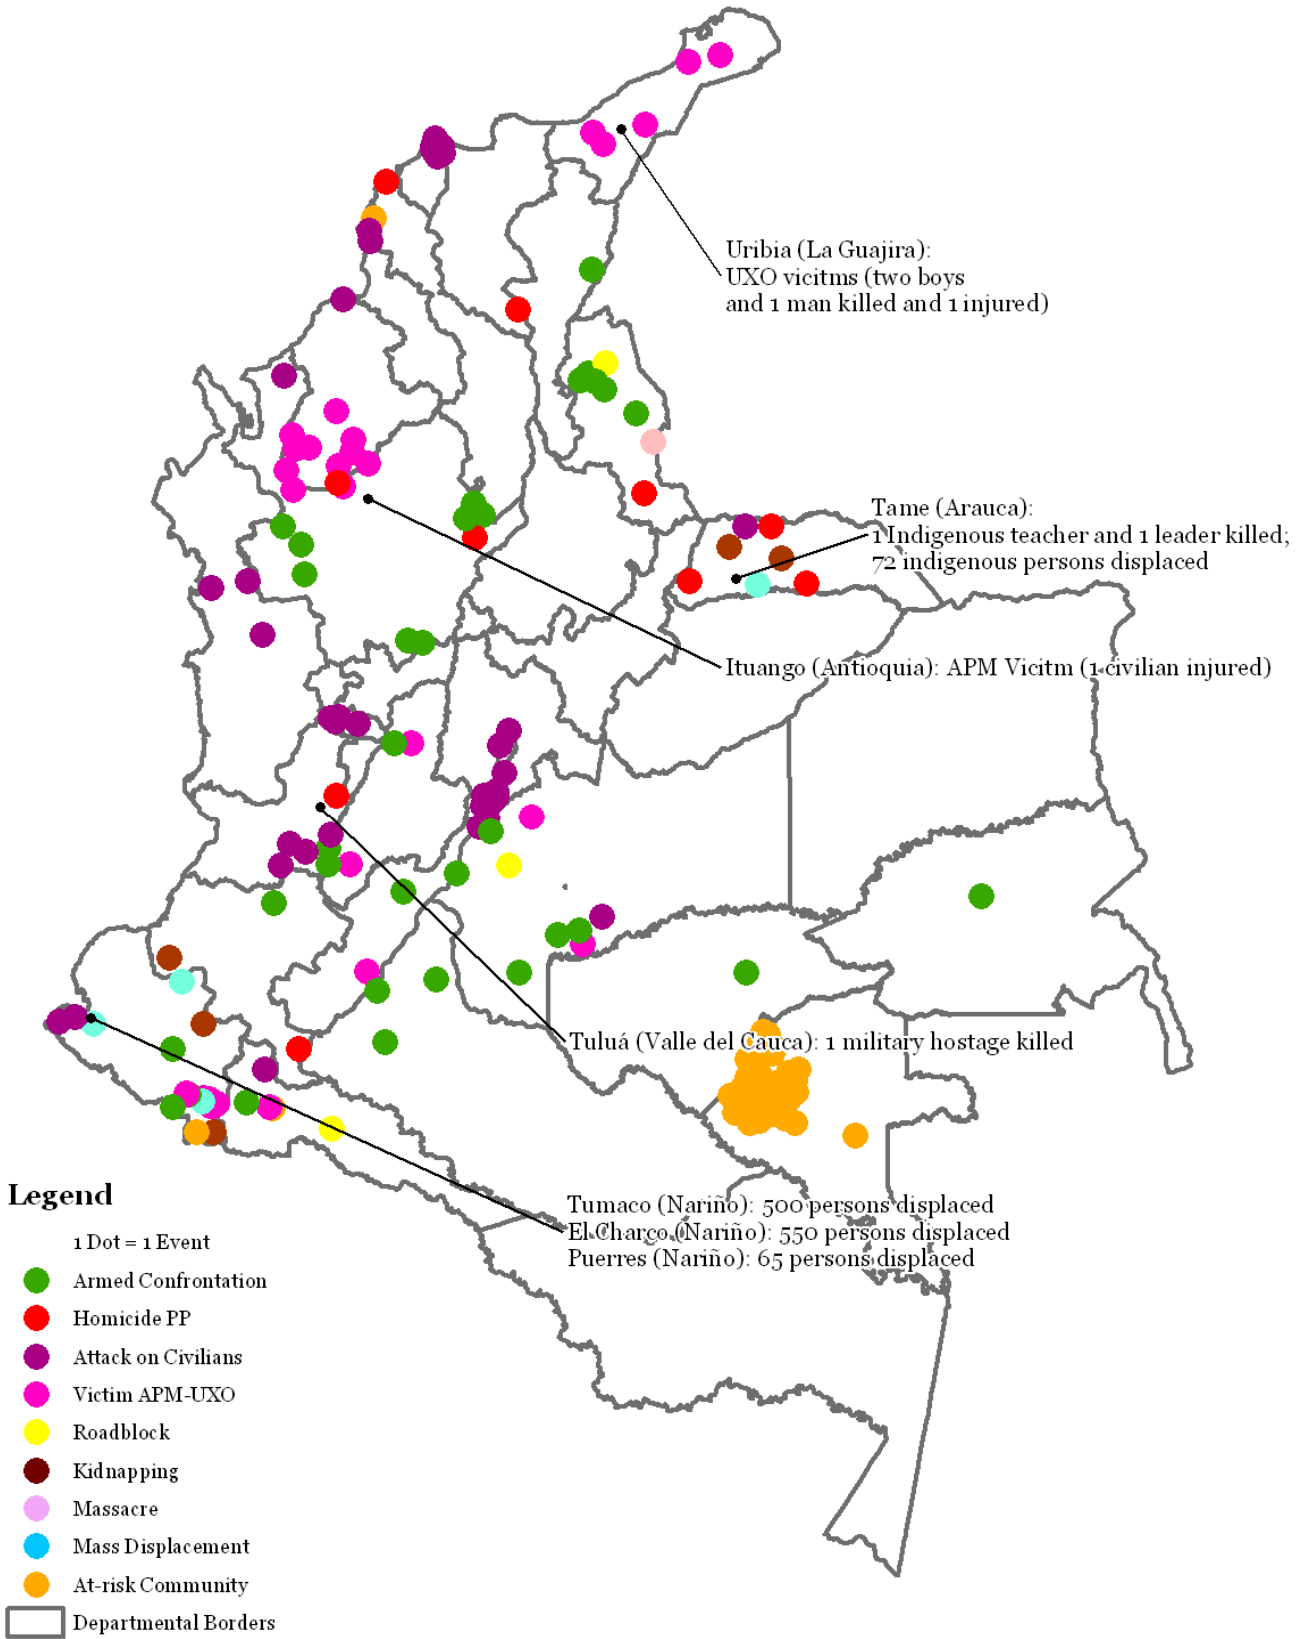 Uribia (La Guajira):
UXO vicitms (two boys
and 1 man killed and 1 injured)
Tame (Arauca):
1 Indigenous teacher and 1 leader killed;
72 indigenous persons displaced
Ituango (Antioquia): APM Vicitm (1 civilian injured)
Tuluá (Valle del Cauca): 1 military hostage killed
Tumaco (Nariño): 500 persons displaced
El Charco (Nariño): 550 persons displaced
Puerres (Nariño): 65 persons displaced
Legend
1 Dot = 1 Event
Armed Confrontation
Homicide PP
Attack on Civilians
Victim APM-UXO
Roadblock
Kidnapping
Massacre
Mass Displacement
At-risk Community
Departmental Borders